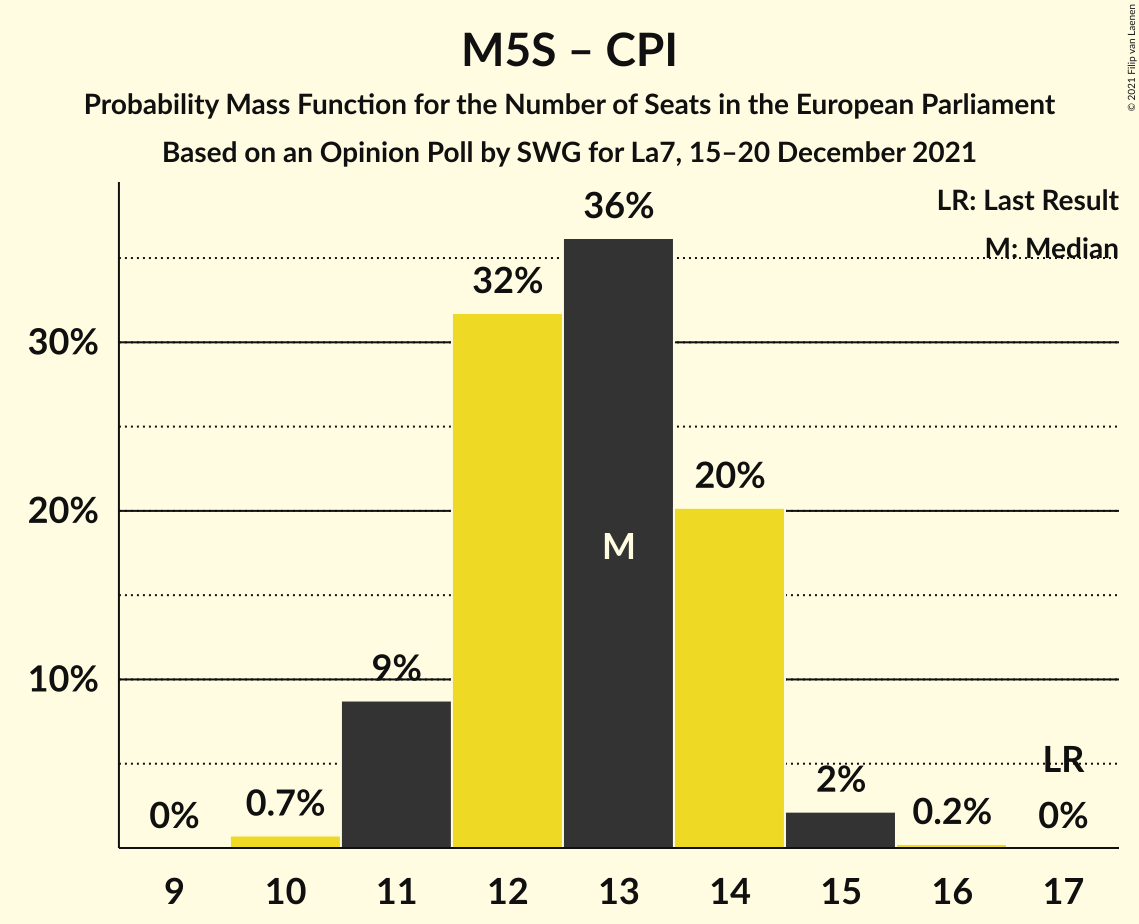 M5S – CPI
Probability Mass Function for the Number of Seats in the European Parliament
Based on an Opinion Poll by SWG for La7, 15–20 December 2021
© 2021 Filip van Laenen
LR: Last Result
M: Median
36%
32%
30%
20%
M
20%
9%
10%
LR
2%
0.7%
0.2%
0%
0%
9 10 11 12 13 14 15 16 17